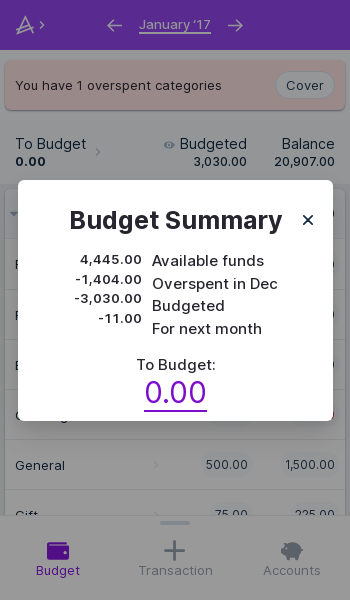 January ‘17
You have 1 overspent categories
Cover
To Budget
0.00
Budgeted
3,030.00
Balance
20,907.00
Budget Summary
4,445.00 Available funds
-1,404.00 Overspent in Dec
-3,030.00 Budgeted
-11.00 For next month
To Budget:
0.00
General 500.00 1,500.00
Gift 75.00 225.00
Budget
Transaction
Accounts